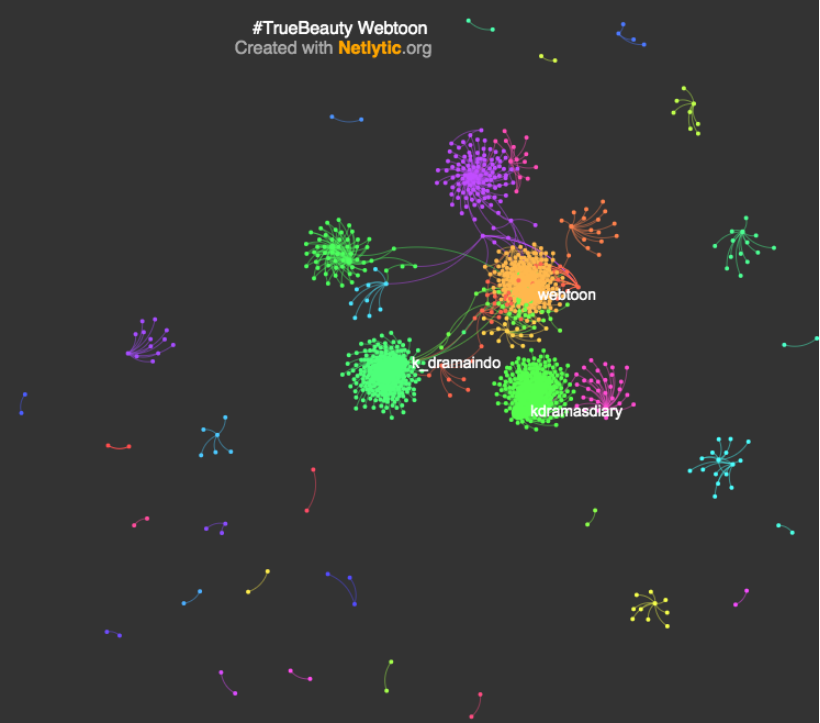 #TrueBeauty Webtoon
Created with Netlytic.org
webtoon
k_dramaindo
kdramasdiary